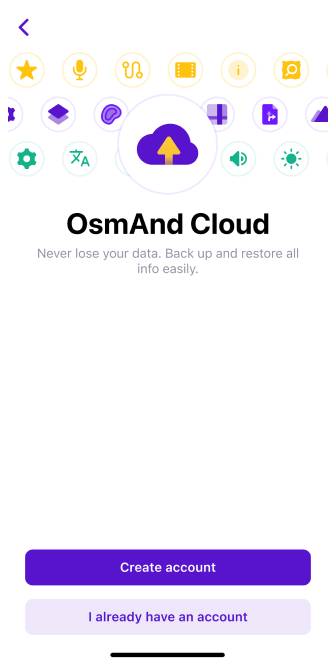 OsmAnd Cloud
Never lose your data. Back up and restore all
info easily.
Create account
I already have an account